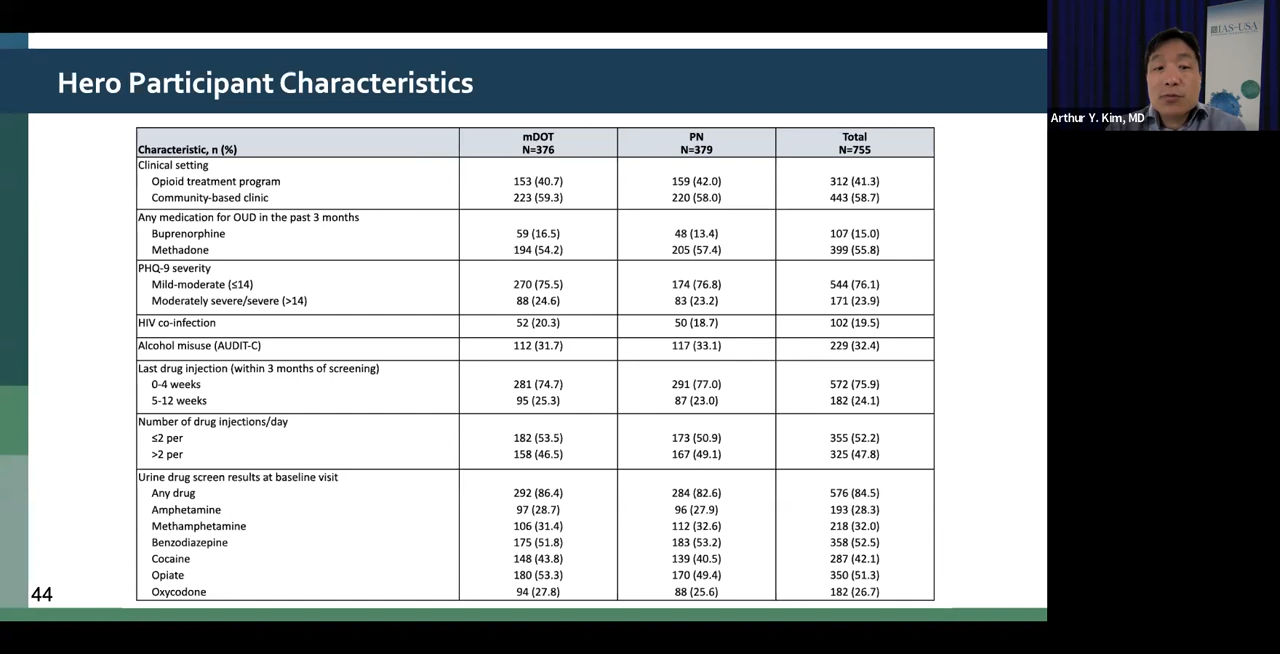 Hero Participant Characteristics
IAS–USA
Arthur Y. Kim, MD
Characteristic, n (%) mDOT N=376 PN N=379 Total N=755
Clinical setting
Opioid treatment program 153 (40.7) 159 (42.0) 312 (41.3)
Community-based clinic 223 (59.3) 220 (58.0) 443 (58.7)
Any medication for OUD in the past 3 months
Buprenorphine 59 (16.5) 48 (13.4) 107 (15.0)
Methadone 194 (54.2) 205 (57.4) 399 (55.8)
PHQ-9 severity
Mild-moderate (≤14) 270 (75.5) 174 (76.8) 544 (76.1)
Moderately severe/severe (>14) 88 (24.6) 83 (23.2) 171 (23.9)
HIV co-infection 52 (20.3) 50 (18.7) 102 (19.5)
Alcohol misuse (AUDIT-C) 112 (31.7) 117 (33.1) 229 (32.4)
Last drug injection (within 3 months of screening)
0-4 weeks 281 (74.7) 291 (77.0) 572 (75.9)
5-12 weeks 95 (25.3) 87 (23.0) 182 (24.1)
Number of drug injections/day
≤2 per 182 (53.5) 173 (50.9) 355 (52.2)
>2 per 158 (46.5) 167 (49.1) 325 (47.8)
Urine drug screen results at baseline visit
Any drug 292 (86.4) 284 (82.6) 576 (84.5)
Amphetamine 97 (28.7) 96 (27.9) 193 (28.3)
Methamphetamine 106 (31.4) 112 (32.6) 218 (32.0)
Benzodiazepine 175 (51.8) 183 (53.2) 358 (52.5)
Cocaine 148 (43.8) 139 (40.5) 287 (42.1)
Opiate 180 (53.3) 170 (49.4) 350 (51.3)
Oxycodone 94 (27.8) 88 (25.6) 182 (26.7)
44